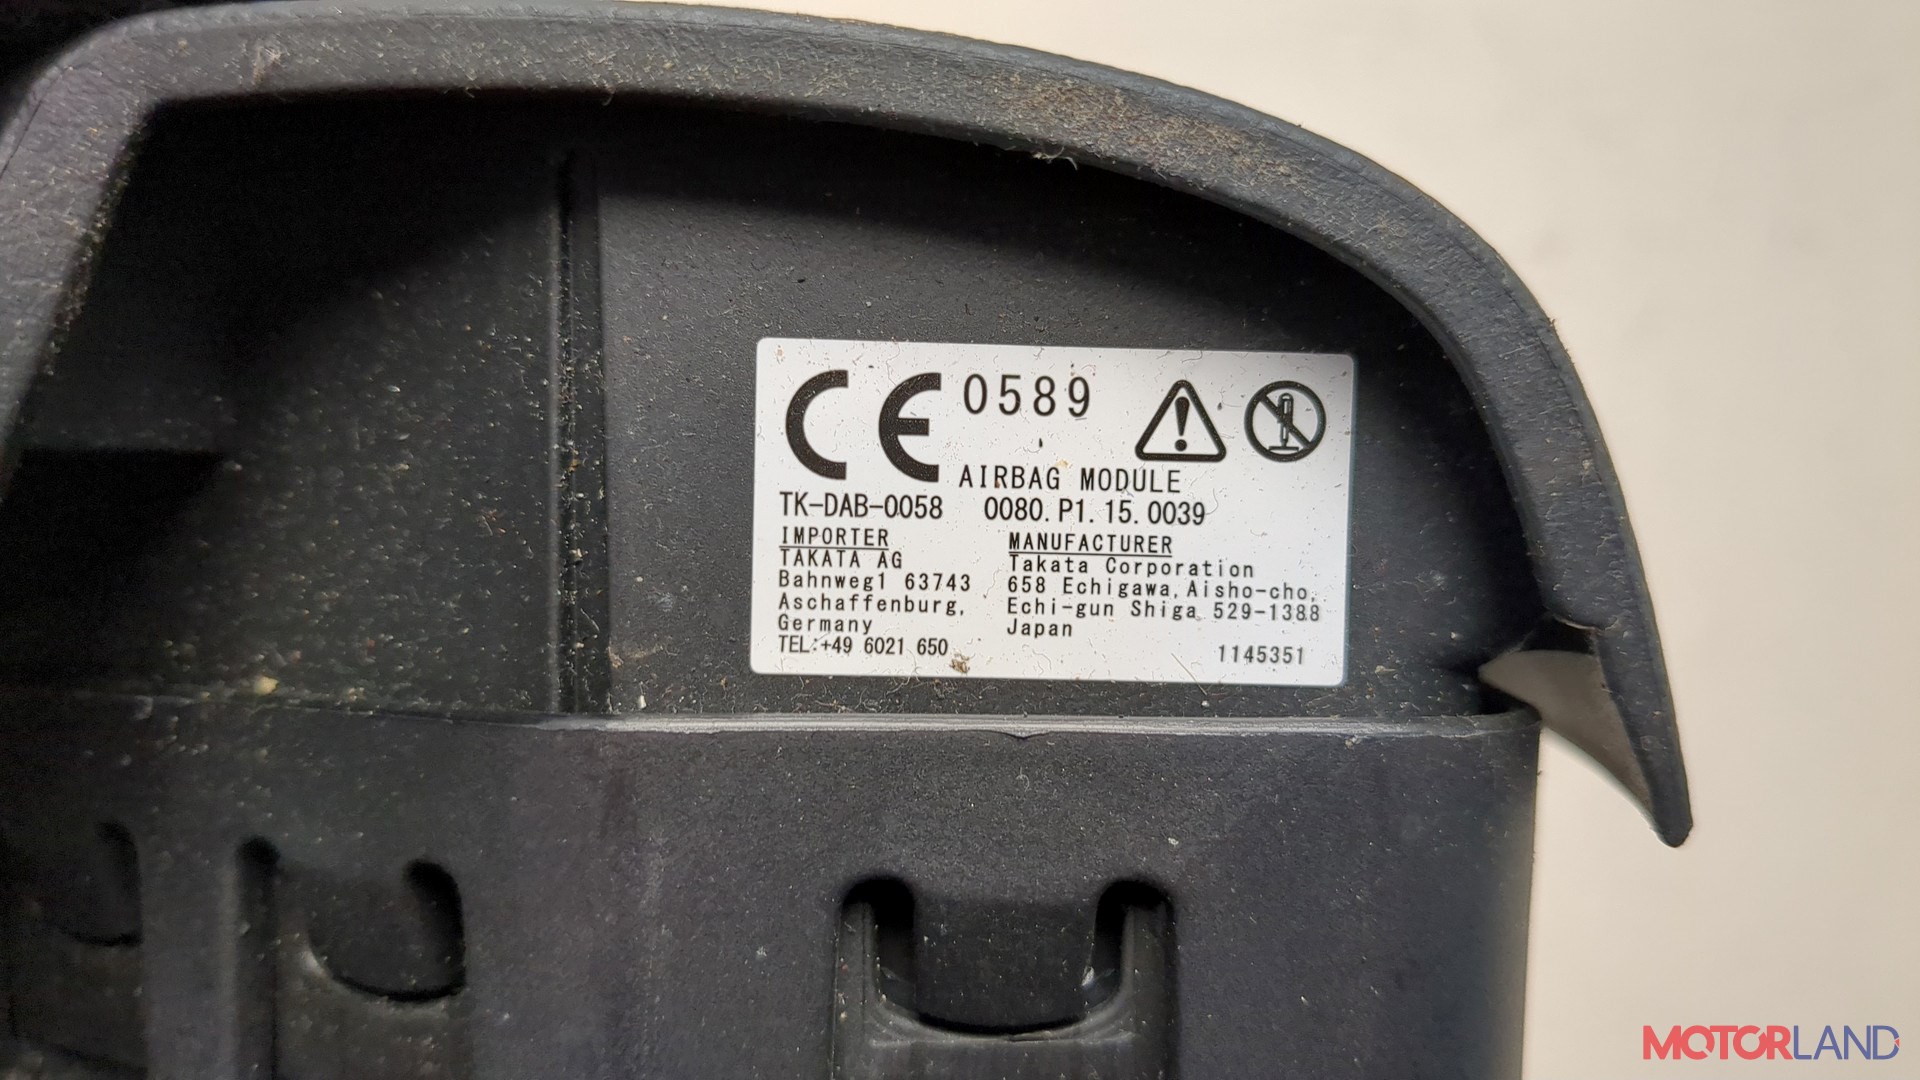 CE 0589
AIRBAG MODULE
TK-DAB-0058 0080.P1.15.0039
IMPORTER
TAKATA AG
Bahnweg1 63743
Aschaffenburg,
Germany
TEL:+49 6021 650
MANUFACTURER
Takata Corporation
658 Echigawa,Aisho-cho,
Echi-gun Shiga 529-1388
Japan
1145351
MOTORLAND